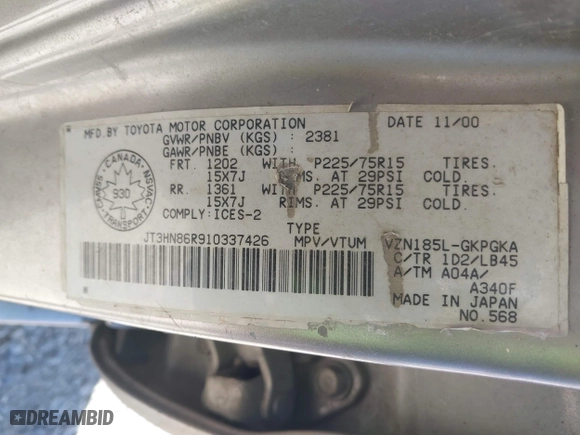 MFD.BY TOYOTA MOTOR CORPORATION DATE 11/00
GVWR/PNBV (KGS) : 2381
GAWR/PNBE (KGS) :
FRT. 1202 WITH P225/75R15 TIRES.
15X7J RIMS. AT 29PSI COLD.
RR. 1361 WITH P225/75R15 TIRES.
15X7J RIMS. AT 29PSI COLD.
COMPLY:ICES-2
CANADA NSVAC TRANSPORT
930
TYPE
JT3HN86R910337426 MPV/VTUM VZN185L-GKPGKA
C/TR 1D2/LB45
A/TM A04A/
A340F
MADE IN JAPAN
NO.568
DREAMBID